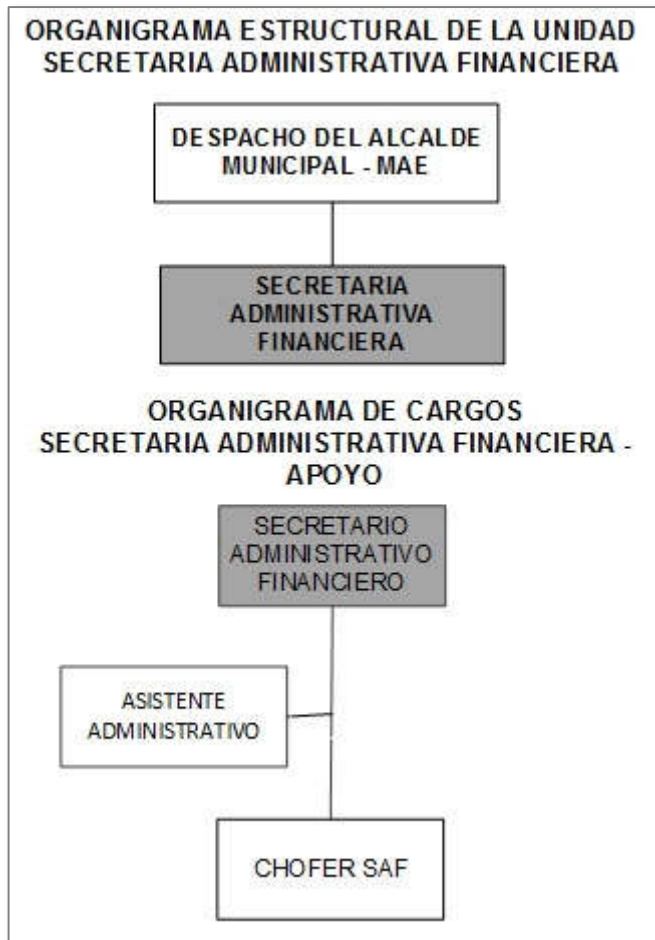 ORGANIGRAMA ESTRUCTURAL DE LA UNIDAD
SECRETARIA ADMINISTRATIVA FINANCIERA
DESPACHO DEL ALCALDE
MUNICIPAL - MAE
SECRETARIA
ADMINISTRATIVA
FINANCIERA
ORGANIGRAMA DE CARGOS
SECRETARIA ADMINISTRATIVA FINANCIERA -
APOYO
SECRETARIO
ADMINISTRATIVO
FINANCIERO
ASISTENTE
ADMINISTRATIVO
CHOFER SAF